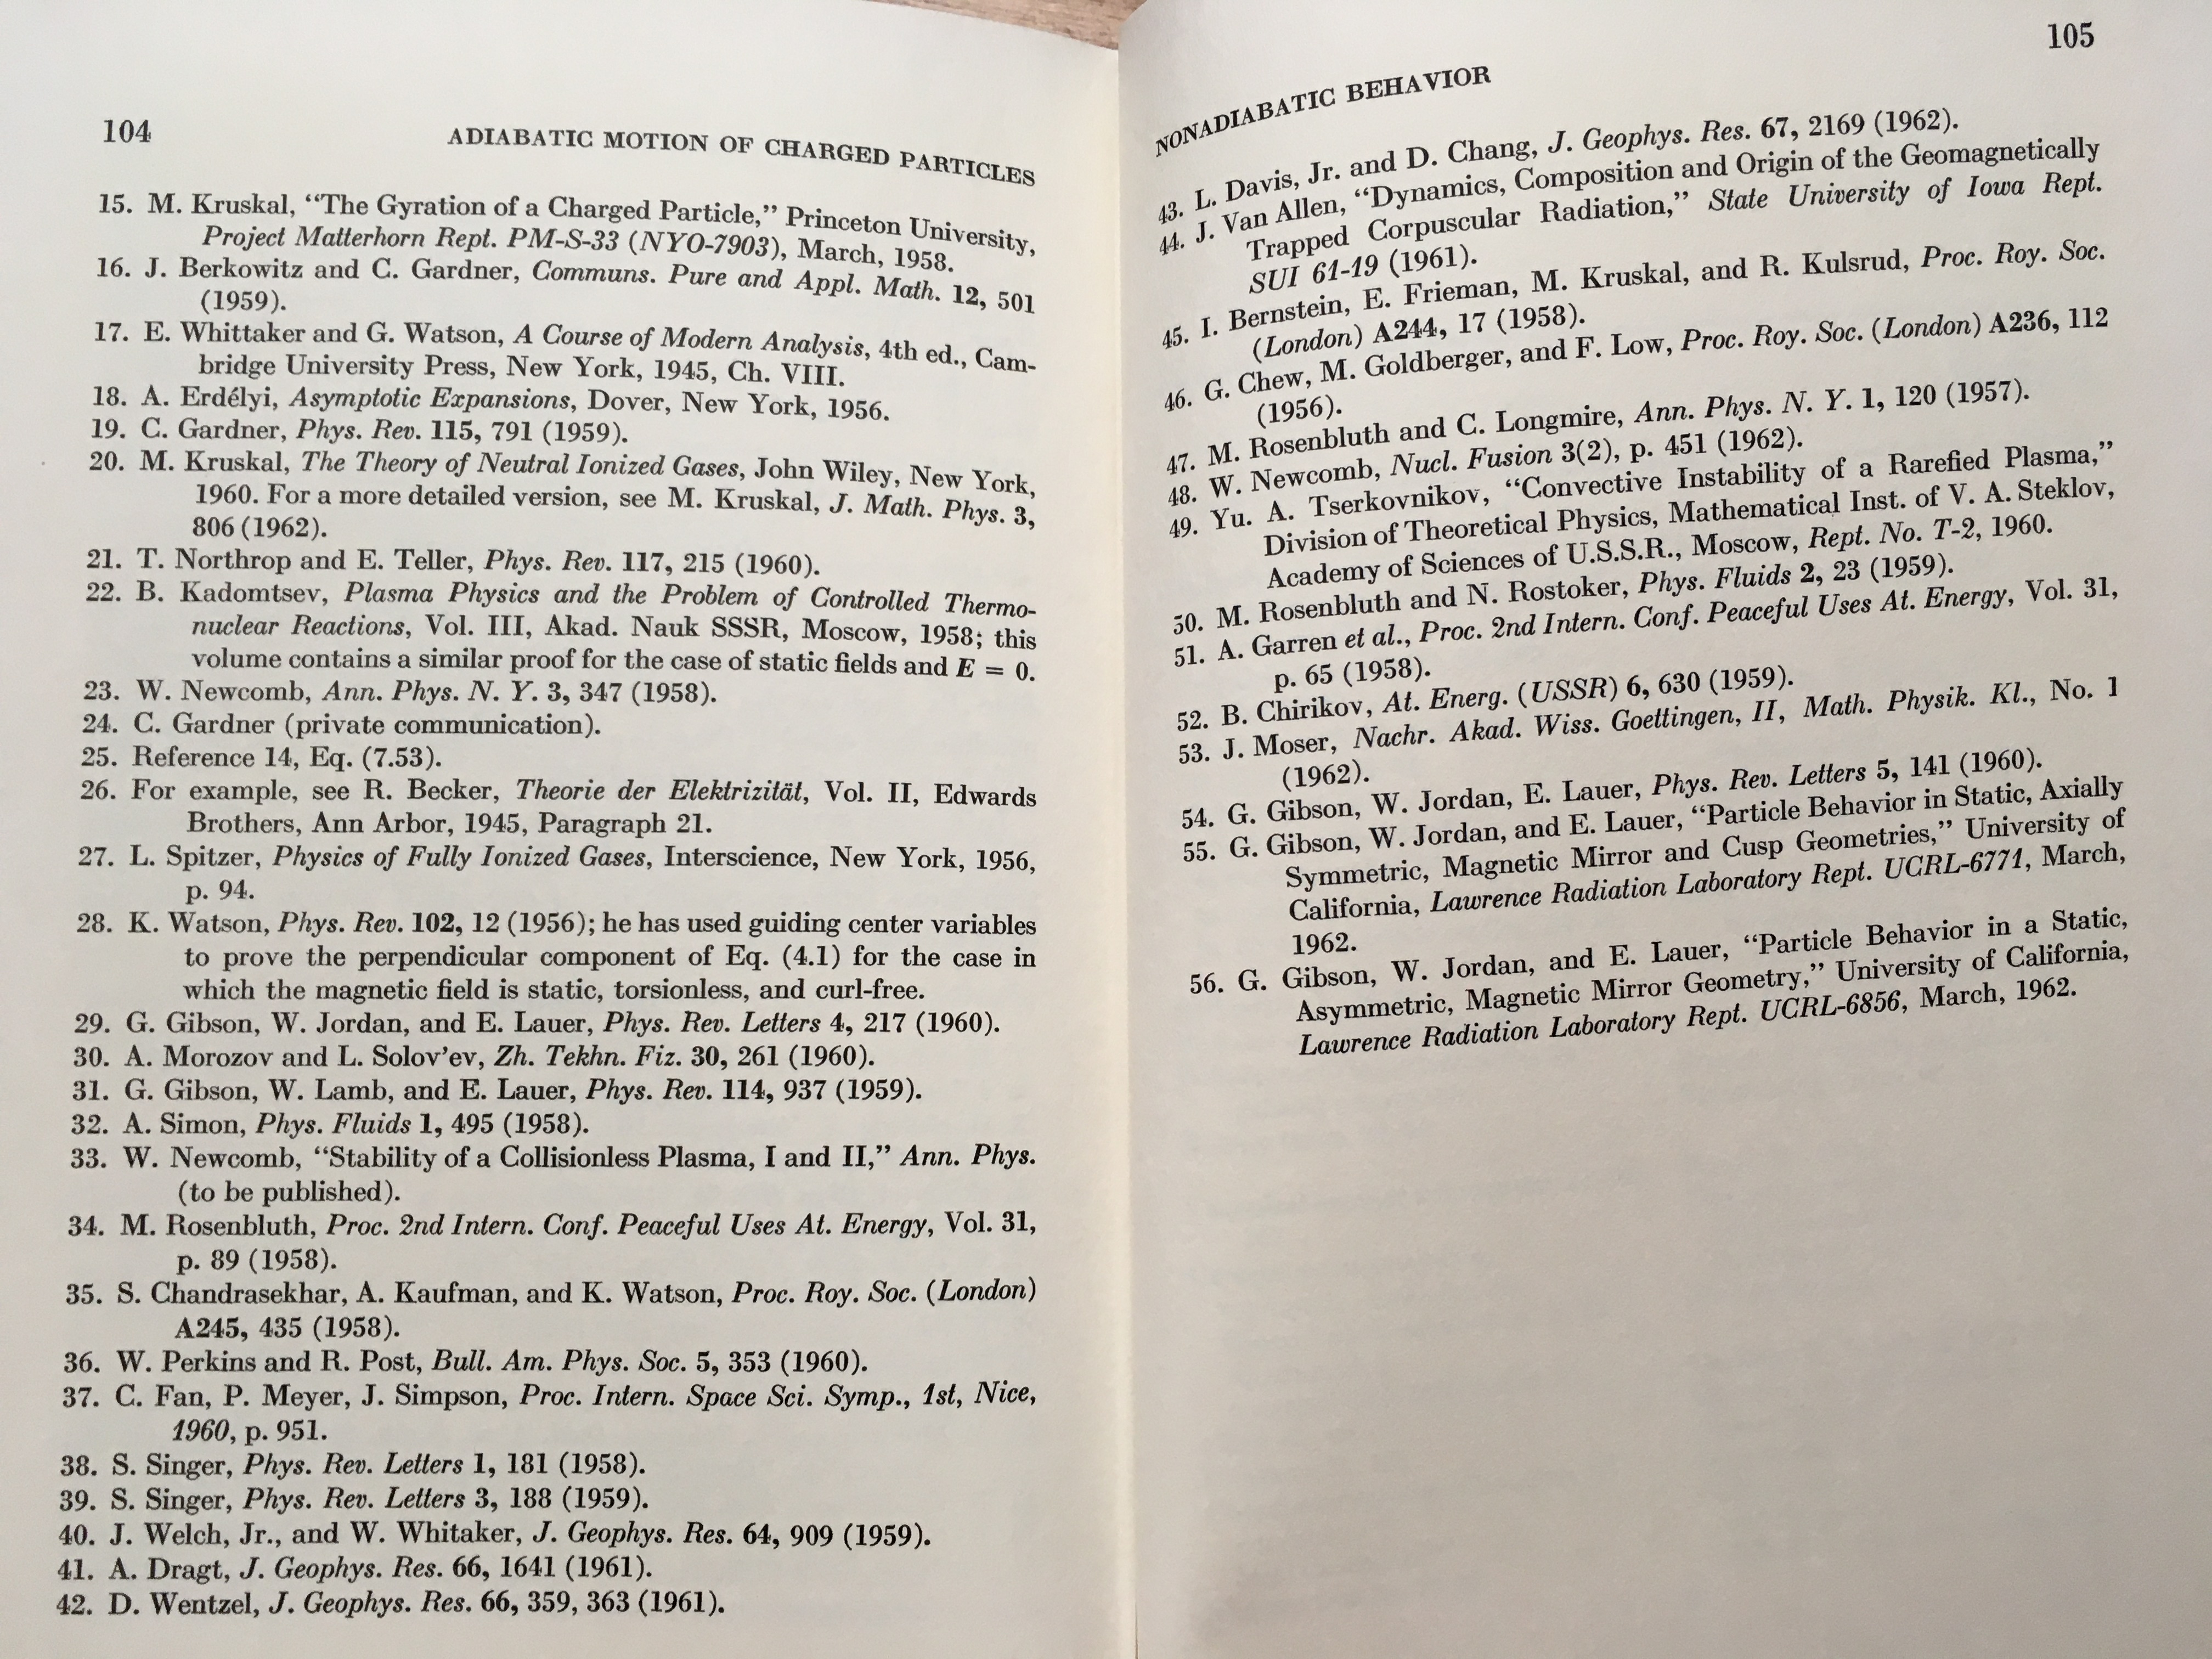 104
ADIABATIC MOTION OF CHARGED PARTICLES
15. M. Kruskal, “The Gyration of a Charged Particle,” Princeton University,
Project Matterhorn Rept. PM-S-33 (NYO-7903), March, 1958.
16. J. Berkowitz and C. Gardner, Communs. Pure and Appl. Math. 12, 501
(1959).
17. E. Whittaker and G. Watson, A Course of Modern Analysis, 4th ed., Cam-
bridge University Press, New York, 1945, Ch. VIII.
18. A. Erdélyi, Asymptotic Expansions, Dover, New York, 1956.
19. C. Gardner, Phys. Rev. 115, 791 (1959).
20. M. Kruskal, The Theory of Neutral Ionized Gases, John Wiley, New York,
1960. For a more detailed version, see M. Kruskal, J. Math. Phys. 3,
806 (1962).
21. T. Northrop and E. Teller, Phys. Rev. 117, 215 (1960).
22. B. Kadomtsev, Plasma Physics and the Problem of Controlled Thermo-
nuclear Reactions, Vol. III, Akad. Nauk SSSR, Moscow, 1958; this
volume contains a similar proof for the case of static fields and E = 0.
23. W. Newcomb, Ann. Phys. N. Y. 3, 347 (1958).
24. C. Gardner (private communication).
25. Reference 14, Eq. (7.53).
26. For example, see R. Becker, Theorie der Elektrizität, Vol. II, Edwards
Brothers, Ann Arbor, 1945, Paragraph 21.
27. L. Spitzer, Physics of Fully Ionized Gases, Interscience, New York, 1956,
p. 94.
28. K. Watson, Phys. Rev. 102, 12 (1956); he has used guiding center variables
to prove the perpendicular component of Eq. (4.1) for the case in
which the magnetic field is static, torsionless, and curl-free.
29. G. Gibson, W. Jordan, and E. Lauer, Phys. Rev. Letters 4, 217 (1960).
30. A. Morozov and L. Solov’ev, Zh. Tekhn. Fiz. 30, 261 (1960).
31. G. Gibson, W. Lamb, and E. Lauer, Phys. Rev. 114, 937 (1959).
32. A. Simon, Phys. Fluids 1, 495 (1958).
33. W. Newcomb, “Stability of a Collisionless Plasma, I and II,” Ann. Phys.
(to be published).
34. M. Rosenbluth, Proc. 2nd Intern. Conf. Peaceful Uses At. Energy, Vol. 31,
p. 89 (1958).
35. S. Chandrasekhar, A. Kaufman, and K. Watson, Proc. Roy. Soc. (London)
A245, 435 (1958).
36. W. Perkins and R. Post, Bull. Am. Phys. Soc. 5, 353 (1960).
37. C. Fan, P. Meyer, J. Simpson, Proc. Intern. Space Sci. Symp., 1st, Nice,
1960, p. 951.
38. S. Singer, Phys. Rev. Letters 1, 181 (1958).
39. S. Singer, Phys. Rev. Letters 3, 188 (1959).
40. J. Welch, Jr., and W. Whitaker, J. Geophys. Res. 64, 909 (1959).
41. A. Dragt, J. Geophys. Res. 66, 1641 (1961).
42. D. Wentzel, J. Geophys. Res. 66, 359, 363 (1961).
105
NONADIABATIC BEHAVIOR
43. L. Davis, Jr. and D. Chang, J. Geophys. Res. 67, 2169 (1962).
44. J. Van Allen, “Dynamics, Composition and Origin of the Geomagnetically
Trapped Corpuscular Radiation,” State University of Iowa Rept.
SUI 61-19 (1961).
45. I. Bernstein, E. Frieman, M. Kruskal, and R. Kulsrud, Proc. Roy. Soc.
(London) A244, 17 (1958).
46. G. Chew, M. Goldberger, and F. Low, Proc. Roy. Soc. (London) A236, 112
(1956).
47. M. Rosenbluth and C. Longmire, Ann. Phys. N. Y. 1, 120 (1957).
48. W. Newcomb, Nucl. Fusion 3(2), p. 451 (1962).
49. Yu. A. Tserkovnikov, “Convective Instability of a Rarefied Plasma,”
Division of Theoretical Physics, Mathematical Inst. of V. A. Steklov,
Academy of Sciences of U.S.S.R., Moscow, Rept. No. T-2, 1960.
50. M. Rosenbluth and N. Rostoker, Phys. Fluids 2, 23 (1959).
51. A. Garren et al., Proc. 2nd Intern. Conf. Peaceful Uses At. Energy, Vol. 31,
p. 65 (1958).
52. B. Chirikov, At. Energ. (USSR) 6, 630 (1959).
53. J. Moser, Nachr. Akad. Wiss. Goettingen, II, Math. Physik. Kl., No. 1
(1962).
54. G. Gibson, W. Jordan, E. Lauer, Phys. Rev. Letters 5, 141 (1960).
55. G. Gibson, W. Jordan, and E. Lauer, “Particle Behavior in Static, Axially
Symmetric, Magnetic Mirror and Cusp Geometries,” University of
California, Lawrence Radiation Laboratory Rept. UCRL-6771, March,
1962.
56. G. Gibson, W. Jordan, and E. Lauer, “Particle Behavior in a Static,
Asymmetric, Magnetic Mirror Geometry,” University of California,
Lawrence Radiation Laboratory Rept. UCRL-6856, March, 1962.